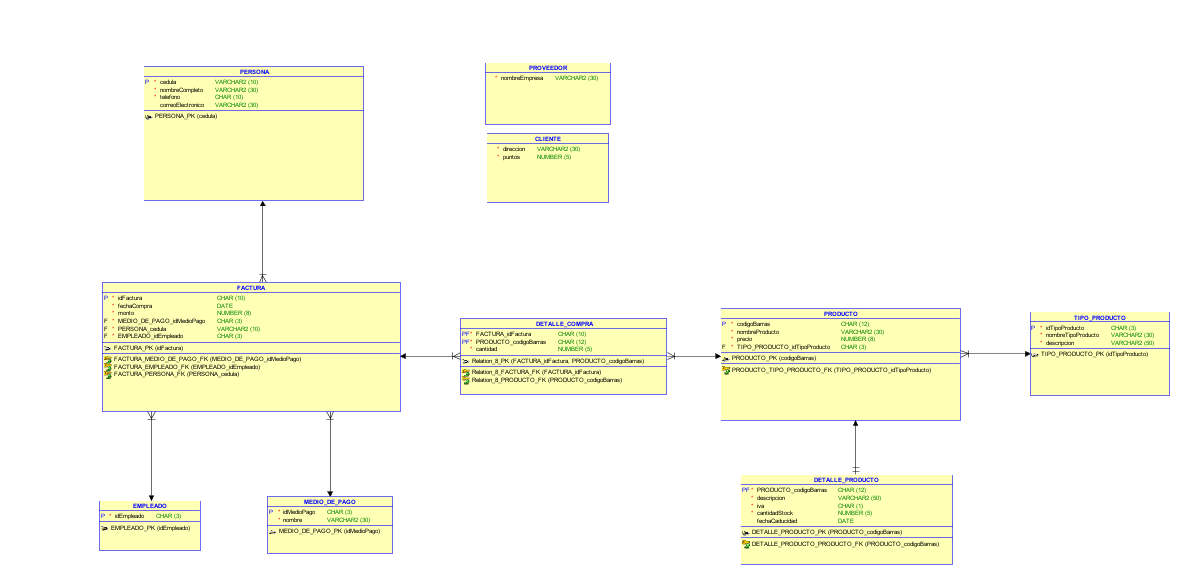 PERSONA
P * cedula VARCHAR2 (10)
* nombreCompleto VARCHAR2 (30)
* telefono CHAR (10)
correoElectronico VARCHAR2 (30)
PERSONA_PK (cedula)
PROVEEDOR
* nombreEmpresa VARCHAR2 (30)
CLIENTE
* direccion VARCHAR2 (30)
* puntos NUMBER (5)
FACTURA
P * idFactura CHAR (10)
* fechaCompra DATE
* monto NUMBER (8)
F * MEDIO_DE_PAGO_idMedioPago CHAR (3)
F * PERSONA_cedula VARCHAR2 (10)
F * EMPLEADO_idEmpleado CHAR (3)
FACTURA_PK (idFactura)
FACTURA_MEDIO_DE_PAGO_FK (MEDIO_DE_PAGO_idMedioPago)
FACTURA_EMPLEADO_FK (EMPLEADO_idEmpleado)
FACTURA_PERSONA_FK (PERSONA_cedula)
DETALLE_COMPRA
PF* FACTURA_idFactura CHAR (10)
PF* PRODUCTO_codigoBarras CHAR (12)
* cantidad NUMBER (5)
Relation_8_PK (FACTURA_idFactura, PRODUCTO_codigoBarras)
Relation_8_FACTURA_FK (FACTURA_idFactura)
Relation_8_PRODUCTO_FK (PRODUCTO_codigoBarras)
PRODUCTO
P * codigoBarras CHAR (12)
* nombreProducto VARCHAR2 (30)
* precio NUMBER (8)
F * TIPO_PRODUCTO_idTipoProducto CHAR (3)
PRODUCTO_PK (codigoBarras)
PRODUCTO_TIPO_PRODUCTO_FK (TIPO_PRODUCTO_idTipoProducto)
TIPO_PRODUCTO
P * idTipoProducto CHAR (3)
* nombreTipoProducto VARCHAR2 (30)
* descripcion VARCHAR2 (50)
TIPO_PRODUCTO_PK (idTipoProducto)
EMPLEADO
P * idEmpleado CHAR (3)
EMPLEADO_PK (idEmpleado)
MEDIO_DE_PAGO
P * idMedioPago CHAR (3)
* nombre VARCHAR2 (30)
MEDIO_DE_PAGO_PK (idMedioPago)
DETALLE_PRODUCTO
PF* PRODUCTO_codigoBarras CHAR (12)
* descripcion VARCHAR2 (50)
* iva CHAR (1)
* cantidadStock NUMBER (5)
fechaCaducidad DATE
DETALLE_PRODUCTO_PK (PRODUCTO_codigoBarras)
DETALLE_PRODUCTO_PRODUCTO_FK (PRODUCTO_codigoBarras)